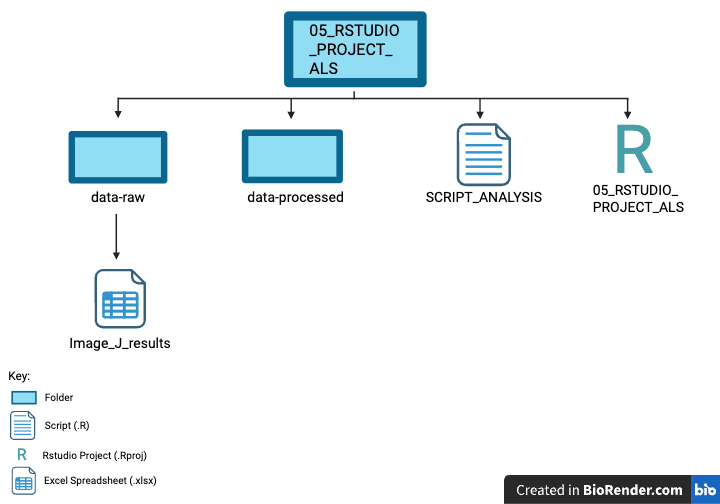 05_RSTUDIO
_PROJECT_
ALS
data-raw
data-processed
SCRIPT_ANALYSIS
R
05_RSTUDIO_
PROJECT_ALS
Image_J_results
Key:
Folder
Script (.R)
R
Rstudio Project (.Rproj)
Excel Spreadsheet (.xlsx)
Created in BioRender.com
bio